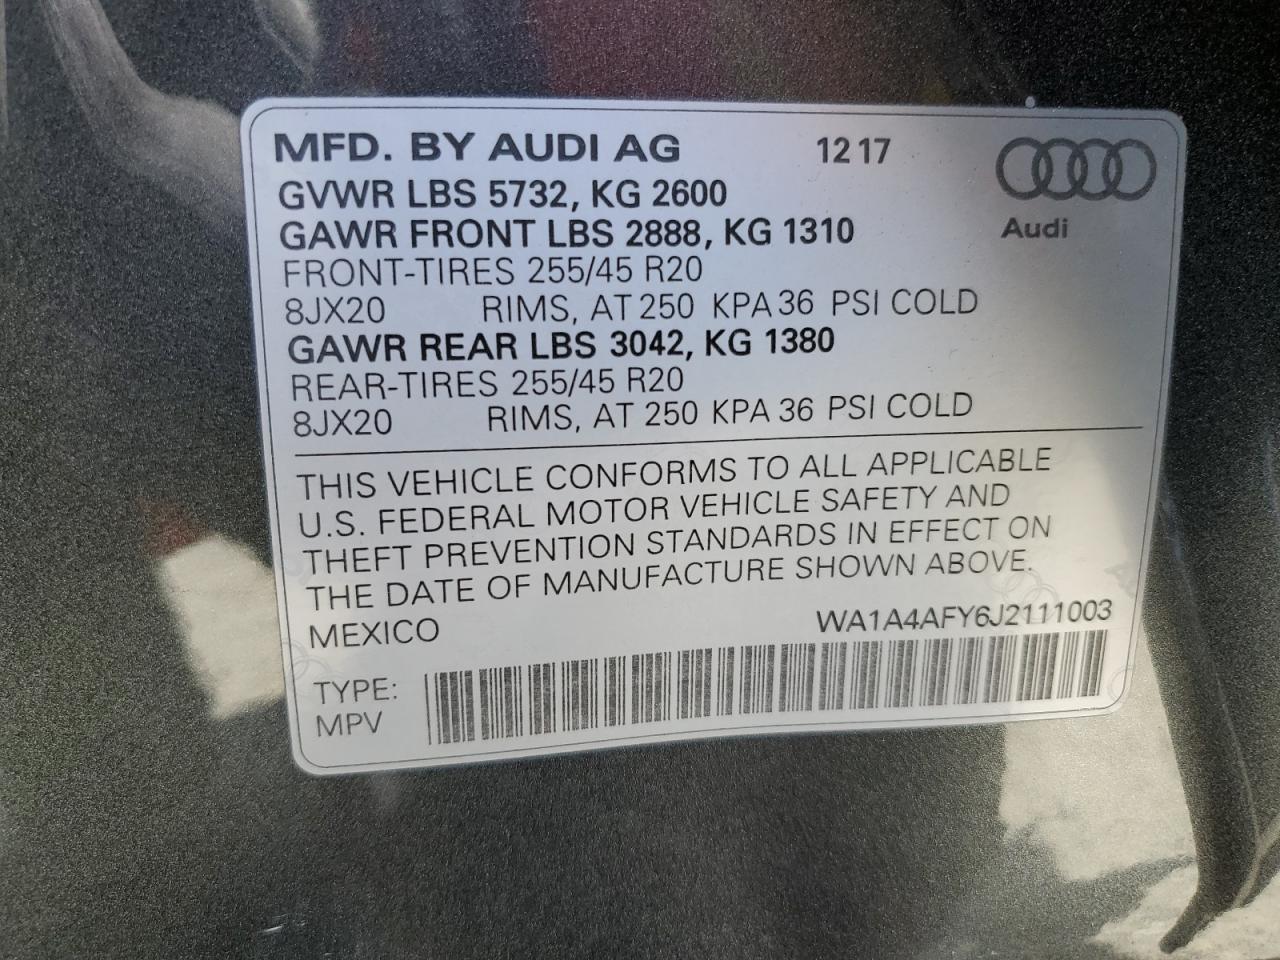 MFD. BY AUDI AG 12 17
GVWR LBS 5732, KG 2600
GAWR FRONT LBS 2888, KG 1310
Audi
FRONT-TIRES 255/45 R20
8JX20 RIMS, AT 250 KPA 36 PSI COLD
GAWR REAR LBS 3042, KG 1380
REAR-TIRES 255/45 R20
8JX20 RIMS, AT 250 KPA 36 PSI COLD
THIS VEHICLE CONFORMS TO ALL APPLICABLE
U.S. FEDERAL MOTOR VEHICLE SAFETY AND
THEFT PREVENTION STANDARDS IN EFFECT ON
THE DATE OF MANUFACTURE SHOWN ABOVE.
MEXICO WA1A4AFY6J2111003
TYPE:
MPV